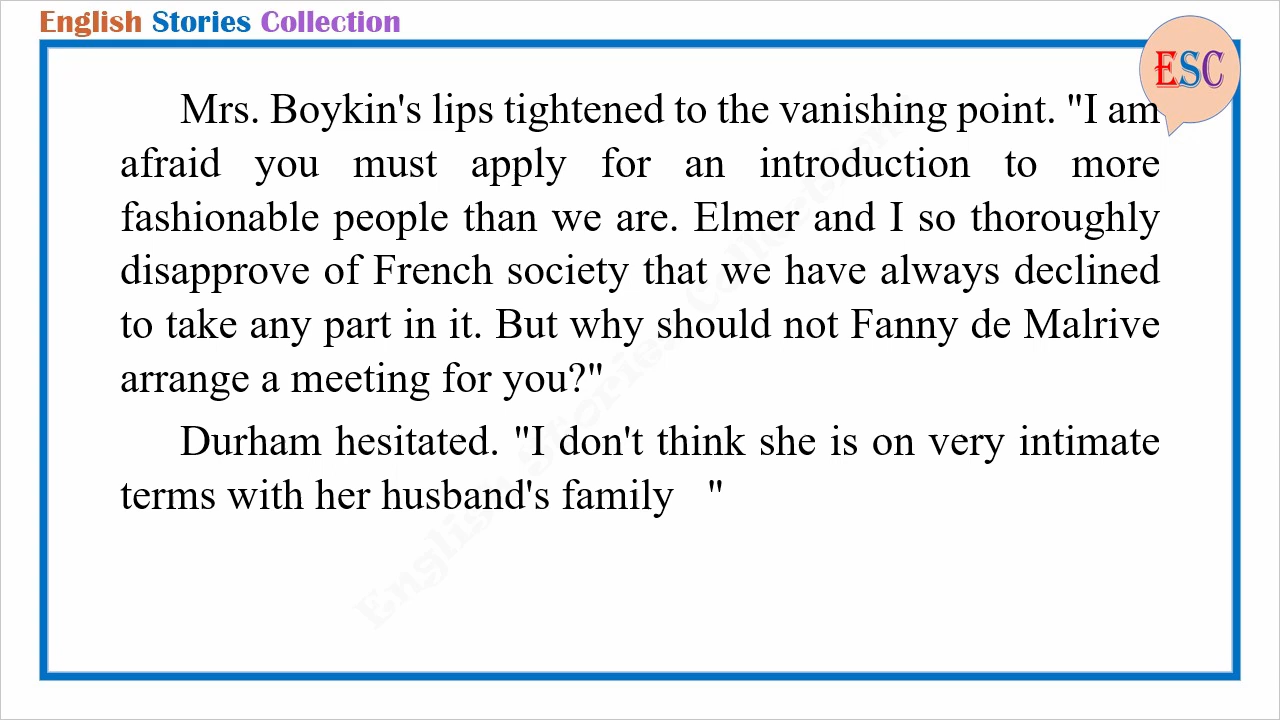 English Stories Collection
ESC
Mrs. Boykin's lips tightened to the vanishing point. "I am
afraid you must apply for an introduction to more
fashionable people than we are. Elmer and I so thoroughly
disapprove of French society that we have always declined
to take any part in it. But why should not Fanny de Malrive
arrange a meeting for you?"
Durham hesitated. "I don't think she is on very intimate
terms with her husband's family "
English Stories Collection